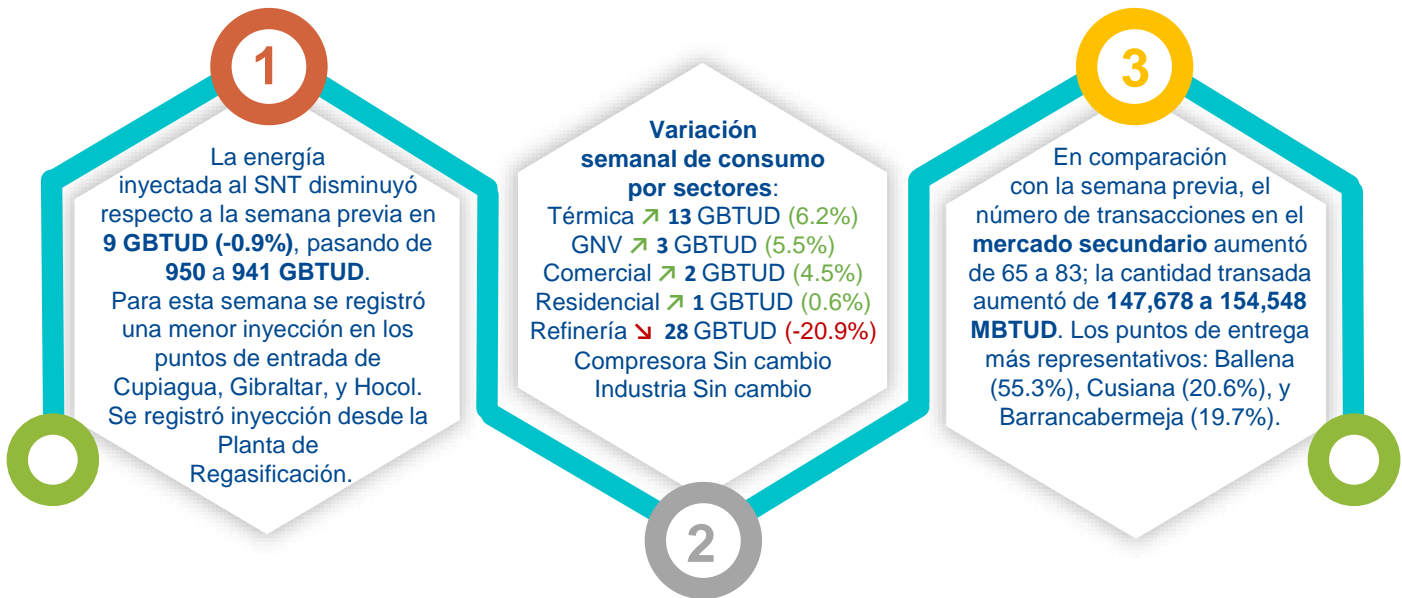 1
La energía
inyectada al SNT disminuyó
respecto a la semana previa en
9 GBTUD (-0.9%), pasando de
950 a 941 GBTUD.
Para esta semana se registró
una menor inyección en los
puntos de entrada de
Cupiagua, Gibraltar, y Hocol.
Se registró inyección desde la
Planta de
Regasificación.
Variación
semanal de consumo
por sectores:
Térmica ↗ 13 GBTUD (6.2%)
GNV ↗ 3 GBTUD (5.5%)
Comercial ↗ 2 GBTUD (4.5%)
Residencial ↗ 1 GBTUD (0.6%)
Refinería ↘ 28 GBTUD (-20.9%)
Compresora Sin cambio
Industria Sin cambio
2
3
En comparación
con la semana previa, el
número de transacciones en el
mercado secundario aumentó
de 65 a 83; la cantidad transada
aumentó de 147,678 a 154,548
MBTUD. Los puntos de entrega
más representativos: Ballena
(55.3%), Cusiana (20.6%), y
Barrancabermeja (19.7%).